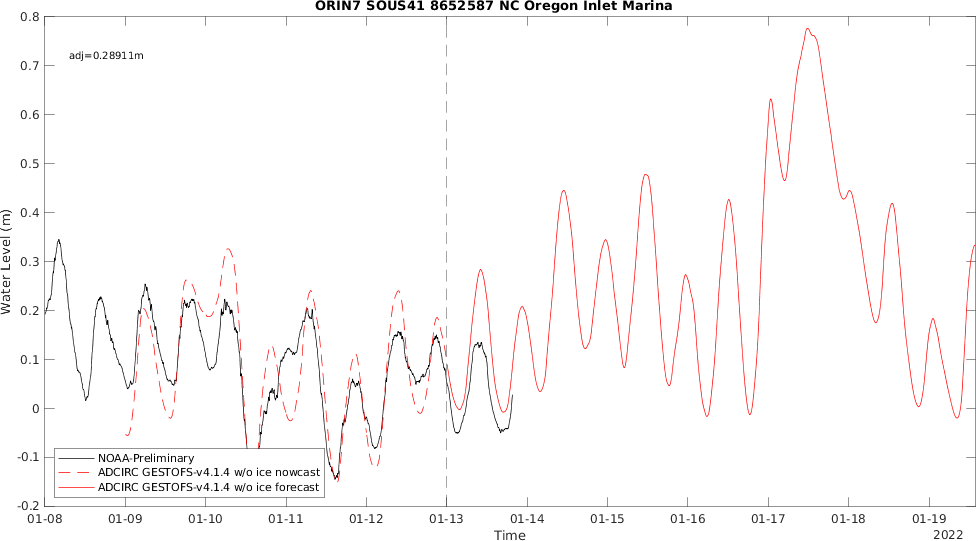 ORIN7 SOUS41 8652587 NC Oregon Inlet Marina
adj=0.28911m
0.8
0.7
0.6
0.5
0.4
0.3
0.2
0.1
0
-0.1
-0.2
Water Level (m)
NOAA-Preliminary
ADCIRC GESTOFS-v4.1.4 w/o ice nowcast
ADCIRC GESTOFS-v4.1.4 w/o ice forecast
01-08 01-09 01-10 01-11 01-12 01-13 01-14 01-15 01-16 01-17 01-18 01-19
Time
2022